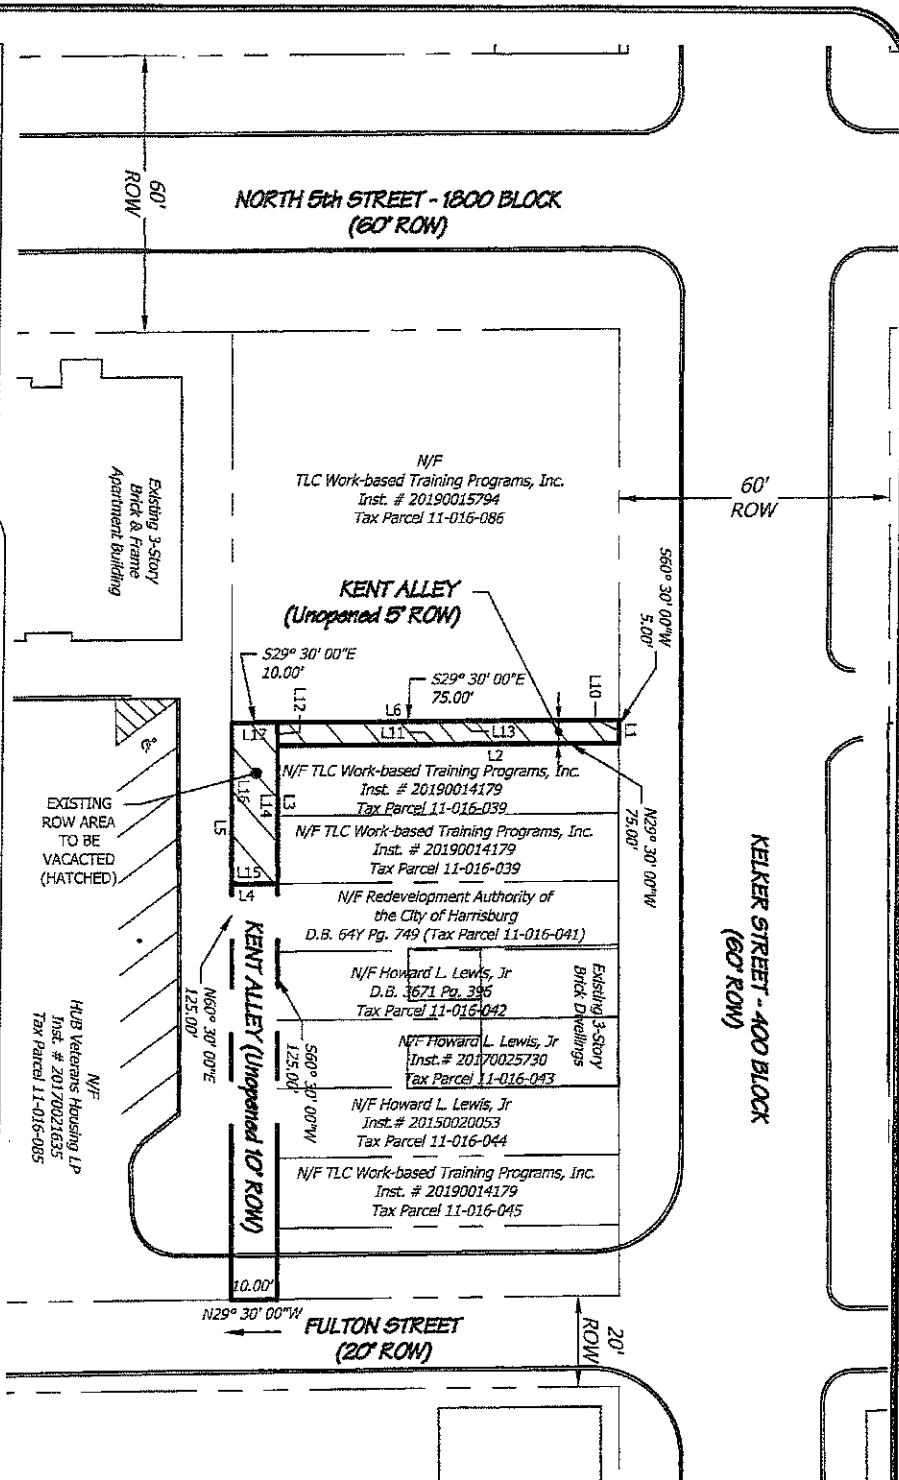 60'
ROW
NORTH 5th STREET - 1800 BLOCK
(60' ROW)
Existing 3-Story
Brick & Frame
Apartment Building
N/F
TLC Work-based Training Programs, Inc.
Inst. # 20190015794
Tax Parcel 11-016-086
60'
ROW
KENT ALLEY
(Unopened 5' ROW)
S60° 30' 00"W
5.00'
S29° 30' 00"E
10.00'
S29° 30' 00"E
75.00'
L12
L6
L10
L1
L17
L11
L13
L2
N29° 30' 00"W
75.00'
N/F TLC Work-based Training Programs, Inc.
Inst. # 20190014179
Tax Parcel 11-016-039
L16
L14
L3
L5
EXISTING
ROW AREA
TO BE
VACACTED
(HATCHED)
N/F TLC Work-based Training Programs, Inc.
Inst. # 20190014179
Tax Parcel 11-016-039
L15
L4
N/F Redevelopment Authority of
the City of Harrisburg
D.B. 64Y Pg. 749 (Tax Parcel 11-016-041)
KELKER STREET - 400 BLOCK
(60' ROW)
N/F Howard L. Lewis, Jr
D.B. 3671 Pg. 396
Tax Parcel 11-016-042
Existing 3-Story
Brick Dwellings
N/F Howard L. Lewis, Jr
Inst.# 20170025730
Tax Parcel 11-016-043
KENT ALLEY (Unopened 10' ROW)
N60° 30' 00"E
125.00'
S60° 30' 00"W
125.00'
N/F
HUB Veterans Housing LP
Inst. # 20170021635
Tax Parcel 11-016-085
N/F Howard L. Lewis, Jr
Inst.# 20150020053
Tax Parcel 11-016-044
N/F TLC Work-based Training Programs, Inc.
Inst. # 20190014179
Tax Parcel 11-016-045
10.00'
N29° 30' 00"W
FULTON STREET
(20' ROW)
20'
ROW